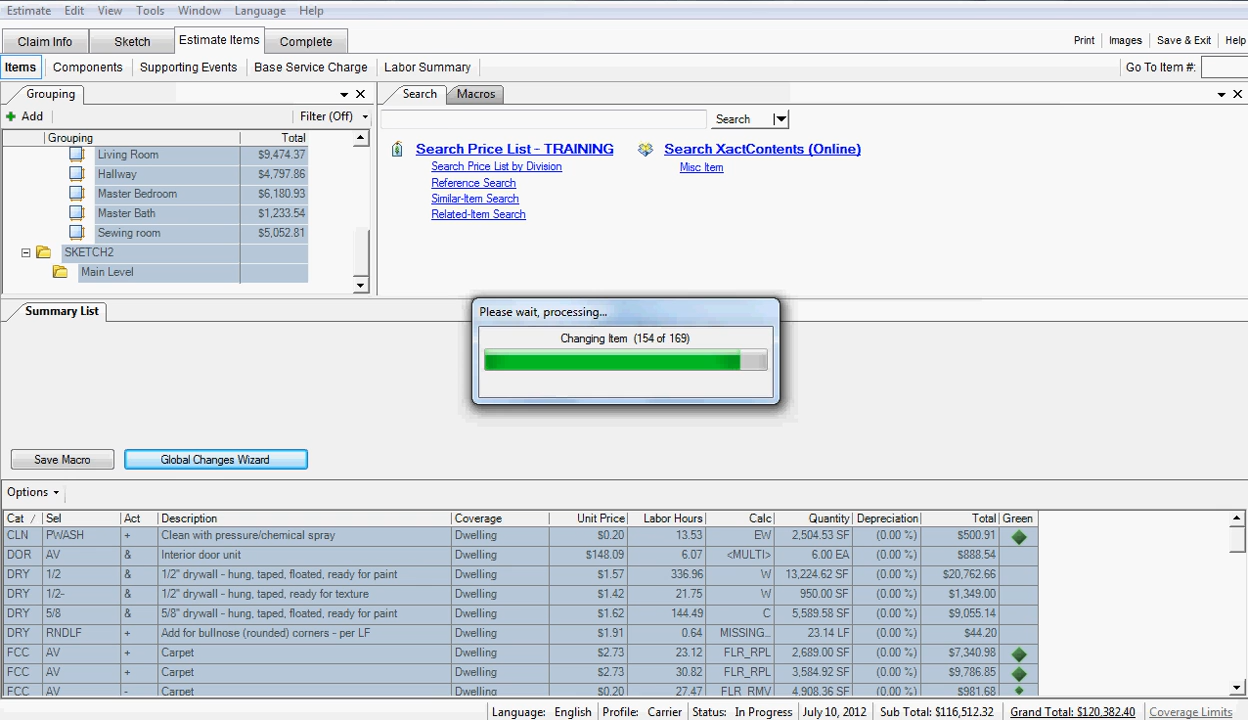 Estimate Edit View Tools Window Language Help
Claim Info Sketch Estimate Items Complete Print Images Save & Exit Help
Items Components Supporting Events Base Service Charge Labor Summary Go To Item #:
Grouping
Add Filter (Off)
Grouping Total
Living Room $9,474.37
Hallway $4,797.86
Master Bedroom $6,180.93
Master Bath $1,233.54
Sewing room $5,052.81
SKETCH2
Main Level
Search Macros
Search
Search Price List - TRAINING
Search Price List by Division
Reference Search
Similar-Item Search
Related-Item Search
Search XactContents (Online)
Misc Item
Summary List
Please wait, processing...
Changing Item (154 of 169)
Save Macro Global Changes Wizard
Options
Cat / Sel Act Description Coverage Unit Price Labor Hours Calc Quantity Depreciation Total Green
CLN PWASH + Clean with pressure/chemical spray Dwelling $0.20 13.53 EW 2,504.53 SF (0.00 %) $500.91
DOR AV & Interior door unit Dwelling $148.09 6.07 <MULTI> 6.00 EA (0.00 %) $888.54
DRY 1/2 & 1/2" drywall - hung, taped, floated, ready for paint Dwelling $1.57 336.96 W 13,224.62 SF (0.00 %) $20,762.66
DRY 1/2- & 1/2" drywall - hung, taped, ready for texture Dwelling $1.42 21.75 W 950.00 SF (0.00 %) $1,349.00
DRY 5/8 & 5/8" drywall - hung, taped, floated, ready for paint Dwelling $1.62 144.49 C 5,589.58 SF (0.00 %) $9,055.14
DRY RNDLF + Add for bullnose (rounded) corners - per LF Dwelling $1.91 0.64 MISSING... 23.14 LF (0.00 %) $44.20
FCC AV + Carpet Dwelling $2.73 23.12 FLR_RPL 2,689.00 SF (0.00 %) $7,340.98
FCC AV + Carpet Dwelling $2.73 30.82 FLR_RPL 3,584.92 SF (0.00 %) $9,786.85
FCC AV - Carpet Dwelling $0.20 27.47 FLR_RMV 4,908.36 SF (0.00 %) $981.68
Language: English Profile: Carrier Status: In Progress July 10, 2012 Sub Total: $116,512.32 Grand Total: $120,382.40 Coverage Limits